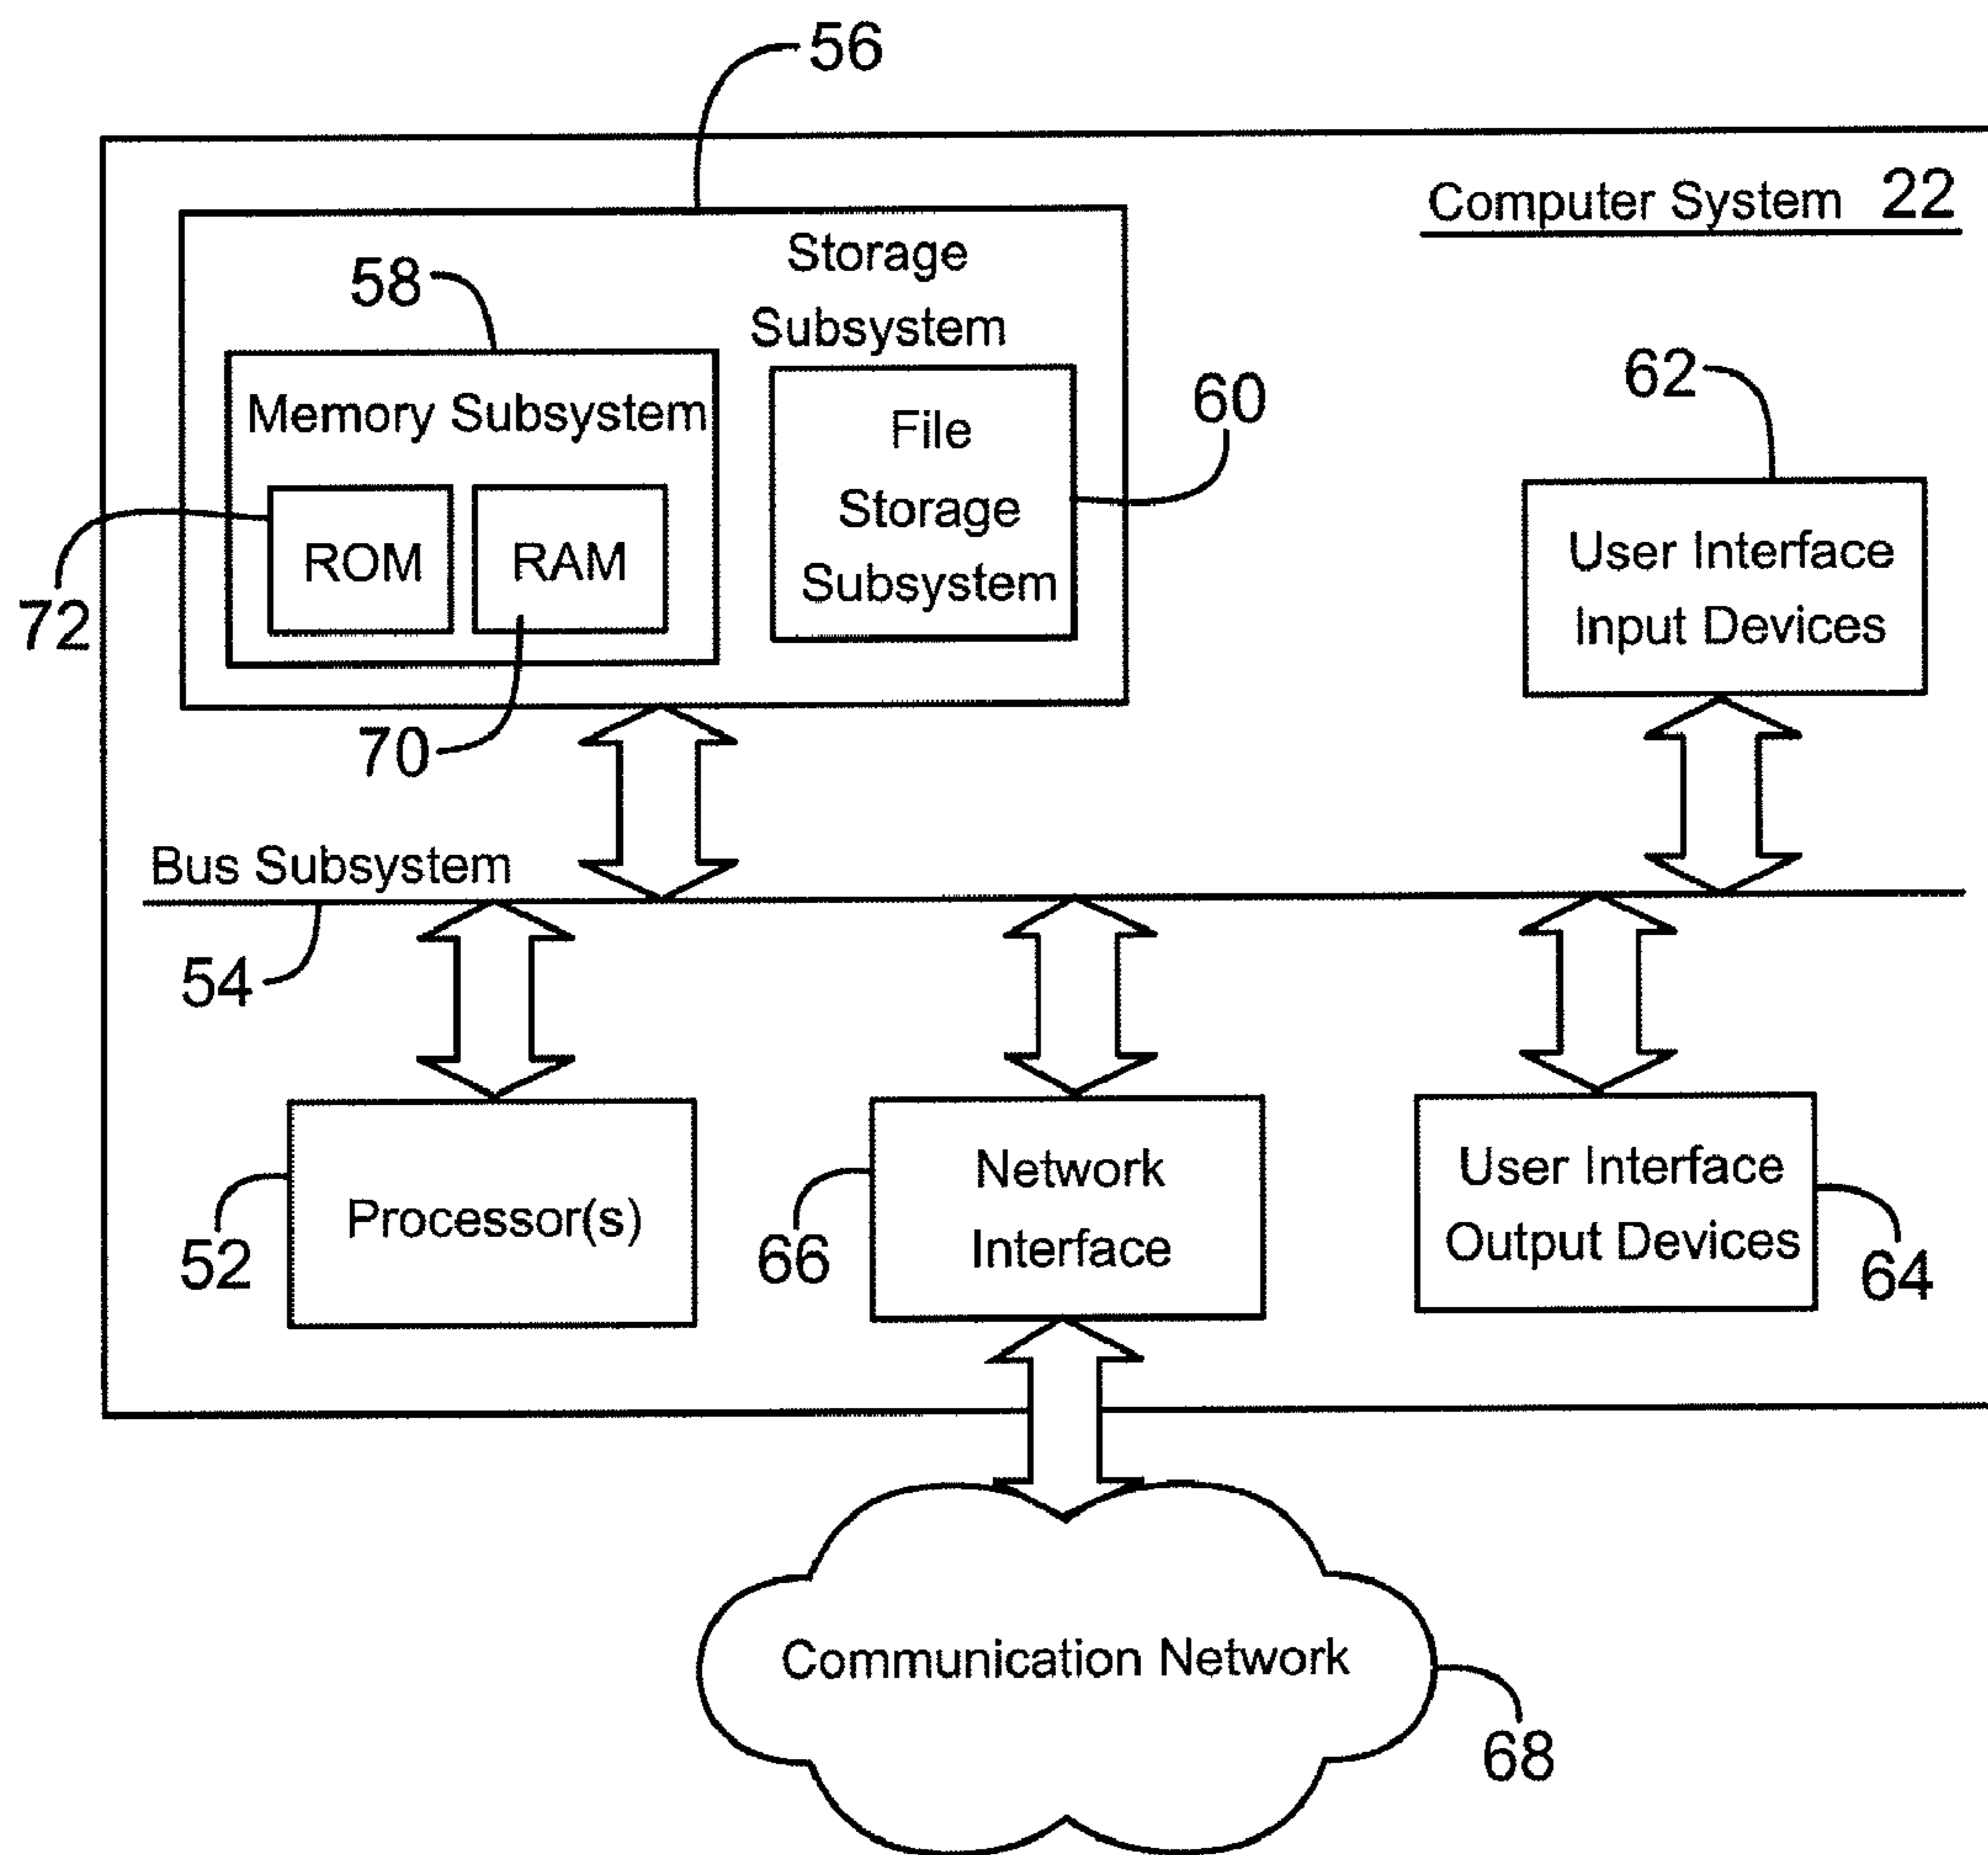 56
Computer System 22
Storage
Subsystem
58
Memory Subsystem
ROM
RAM
72
70
File
Storage
Subsystem
60
62
User Interface
Input Devices
Bus Subsystem
54
Processor(s)
52
Network
Interface
66
User Interface
Output Devices
64
Communication Network
68